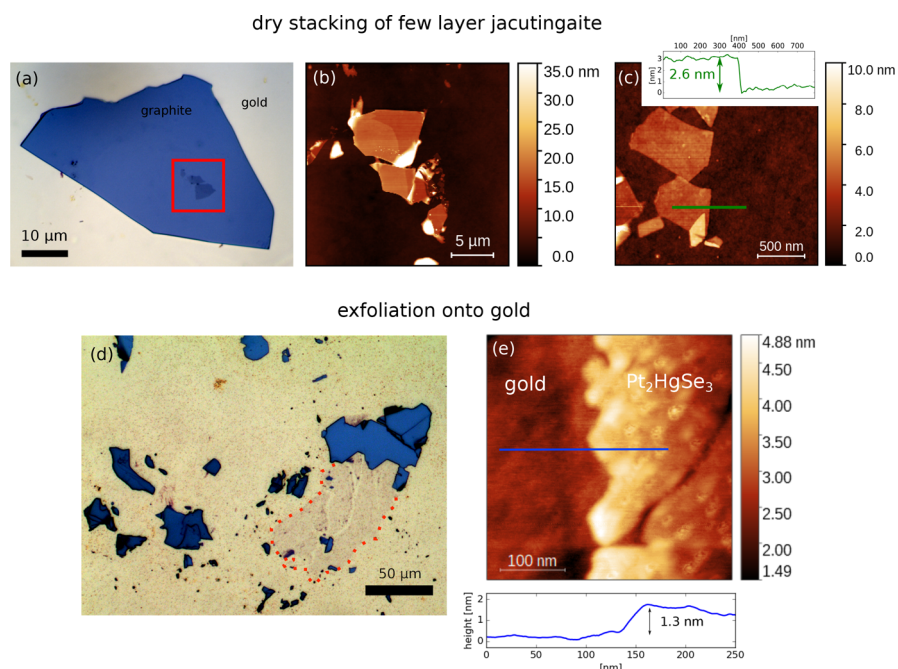 dry stacking of few layer jacutingaite
(a)
graphite
gold
10 μm
(b)
35.0 nm
30.0
25.0
20.0
15.0
10.0
0.0
5 μm
(c)
[nm]
100 200 300 400 500 600 700
3
2
1
0
[nm]
2.6 nm
10.0 nm
8.0
6.0
4.0
2.0
0.0
500 nm
exfoliation onto gold
(d)
50 μm
(e)
gold
Pt₂HgSe₃
100 nm
4.88 nm
4.50
4.00
3.50
3.00
2.50
2.00
1.49
height [nm]
2
1
0
1.3 nm
0 50 100 150 200 250
[nm]